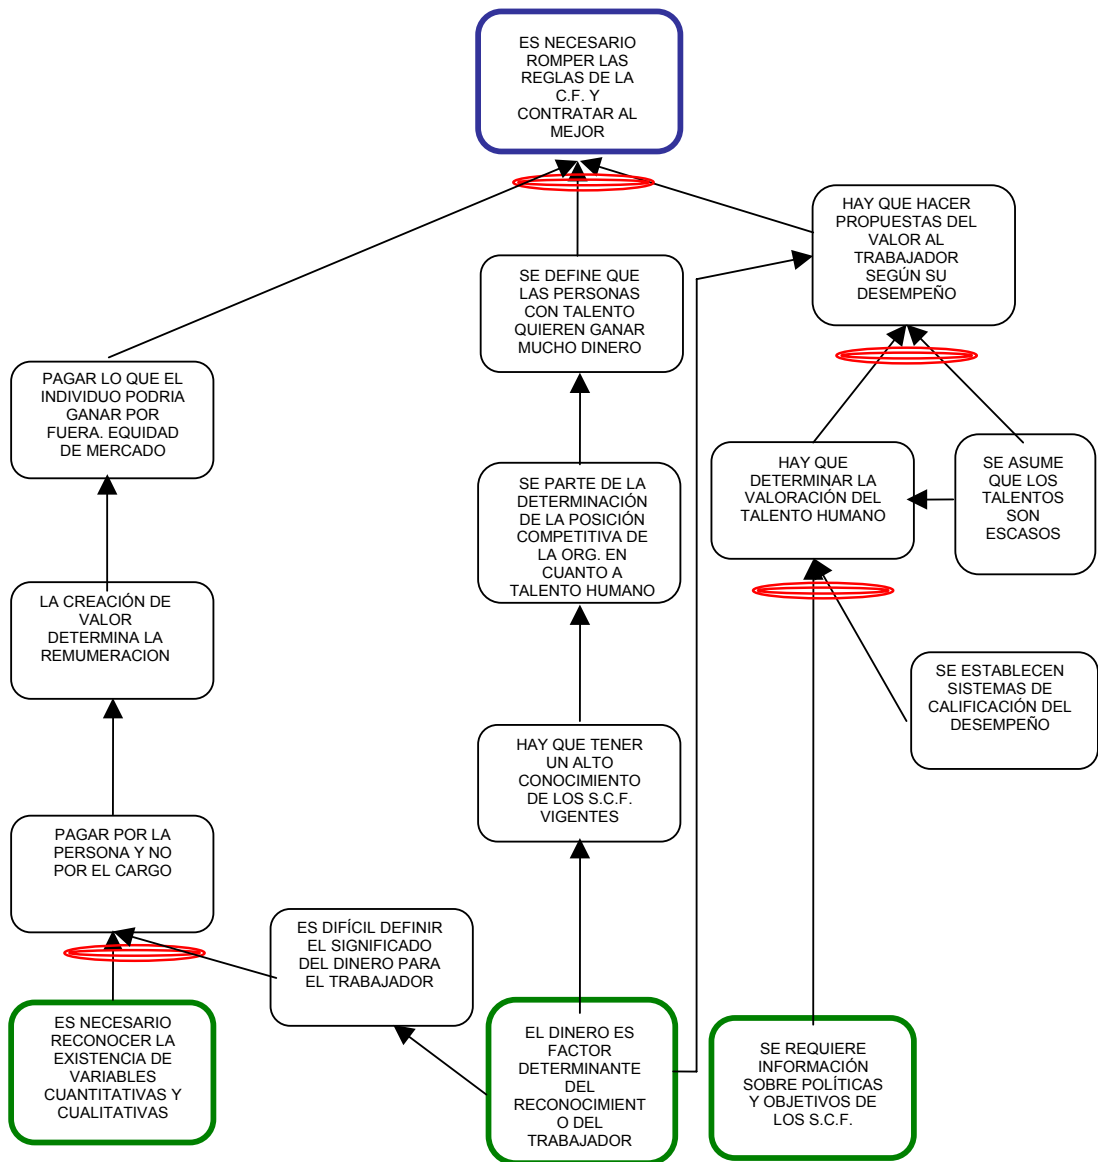 ES NECESARIO
ROMPER LAS
REGLAS DE LA
C.F. Y
CONTRATAR AL
MEJOR
HAY QUE HACER
PROPUESTAS DEL
VALOR AL
TRABAJADOR
SEGÚN SU
DESEMPEÑO
SE DEFINE QUE
LAS PERSONAS
CON TALENTO
QUIEREN GANAR
MUCHO DINERO
PAGAR LO QUE EL
INDIVIDUO PODRIA
GANAR POR
FUERA. EQUIDAD
DE MERCADO
HAY QUE
DETERMINAR LA
VALORACIÓN DEL
TALENTO HUMANO
SE ASUME
QUE LOS
TALENTOS
SON
ESCASOS
SE PARTE DE LA
DETERMINACIÓN
DE LA POSICIÓN
COMPETITIVA DE
LA ORG. EN
CUANTO A
TALENTO HUMANO
LA CREACIÓN DE
VALOR
DETERMINA LA
REMUMERACION
SE ESTABLECEN
SISTEMAS DE
CALIFICACIÓN DEL
DESEMPEÑO
HAY QUE TENER
UN ALTO
CONOCIMIENTO
DE LOS S.C.F.
VIGENTES
PAGAR POR LA
PERSONA Y NO
POR EL CARGO
ES DIFÍCIL DEFINIR
EL SIGNIFICADO
DEL DINERO PARA
EL TRABAJADOR
ES NECESARIO
RECONOCER LA
EXISTENCIA DE
VARIABLES
CUANTITATIVAS Y
CUALITATIVAS
EL DINERO ES
FACTOR
DETERMINANTE
DEL
RECONOCIMIENT
O DEL
TRABAJADOR
SE REQUIERE
INFORMACIÓN
SOBRE POLÍTICAS
Y OBJETIVOS DE
LOS S.C.F.